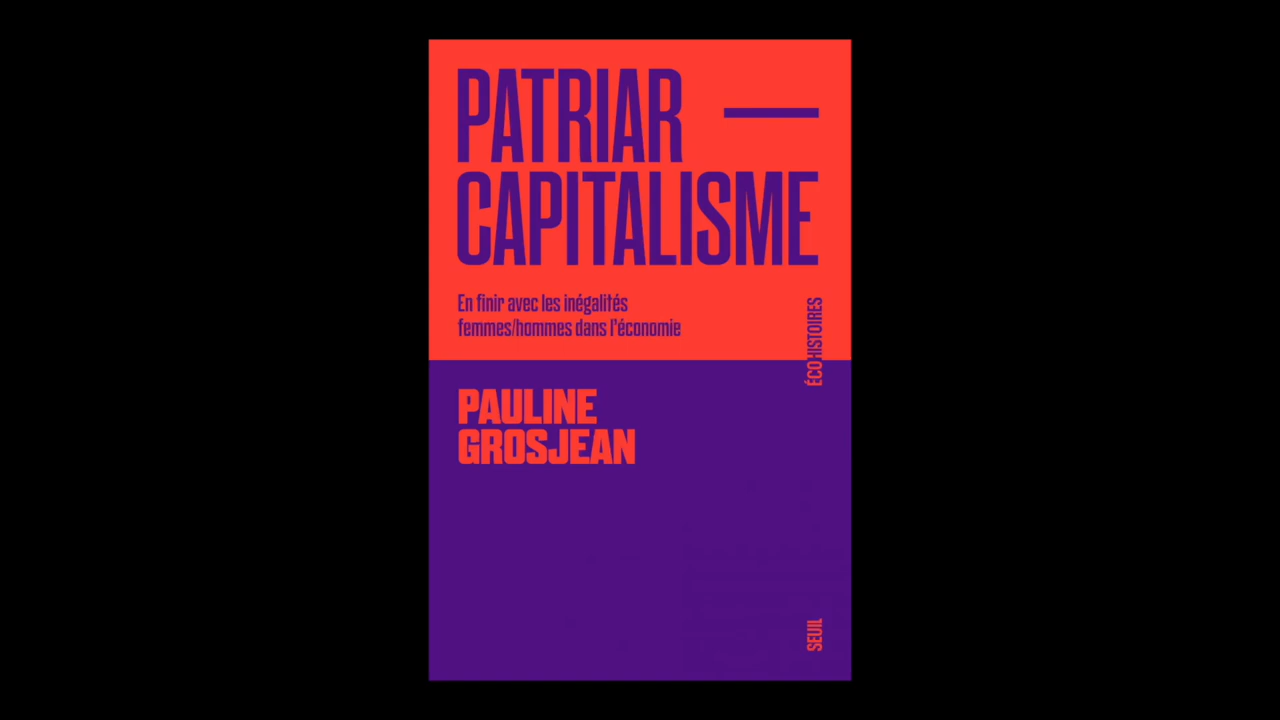 PATRIAR —
CAPITALISME
En finir avec les inégalités
femmes/hommes dans l'économie
ÉCOHISTOIRES
PAULINE
GROSJEAN
SEUIL